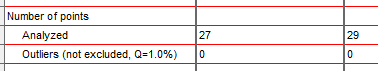 Number of points
Analyzed 27 29
Outliers (not excluded, Q=1.0%) 0 0